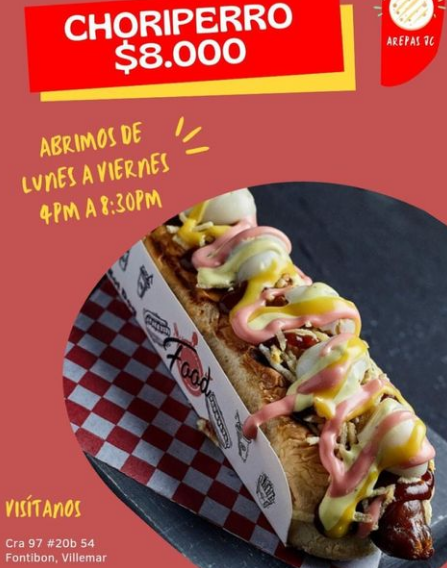 CHORIPERRO
$8.000
AREPAS 7C
ABRIMOS DE
LUNES A VIERNES
4PM A 8:30PM
Food
VISÍTANOS
Cra 97 #20b 54
Fontibon, Villemar